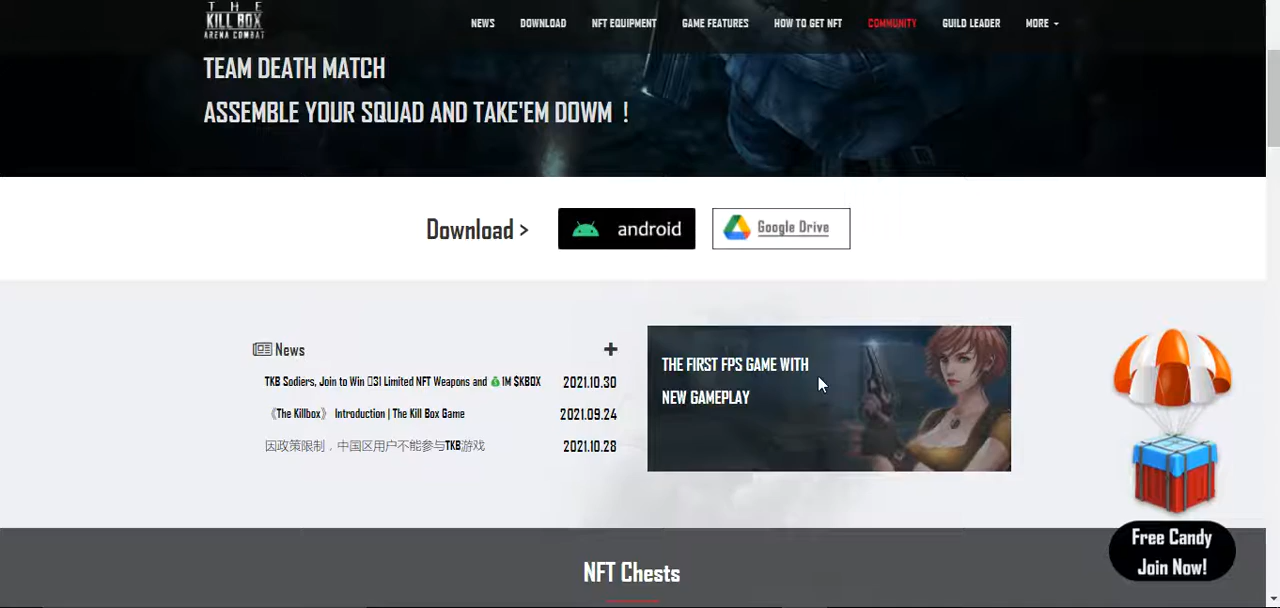 THE
KILL BOX
ARENA COMBAT
NEWS DOWNLOAD NFT EQUIPMENT GAME FEATURES HOW TO GET NFT COMMUNITY GUILD LEADER MORE
TEAM DEATH MATCH
ASSEMBLE YOUR SQUAD AND TAKE'EM DOWM !
Download > android Google Drive
News
TKB Sodiers, Join to Win 31 Limited NFT Weapons and 💰1M $KBOX 2021.10.30
《The Killbox》 Introduction | The Kill Box Game 2021.09.24
因政策限制，中国区用户不能参与TKB游戏 2021.10.28
THE FIRST FPS GAME WITH
NEW GAMEPLAY
Free Candy
Join Now!
NFT Chests